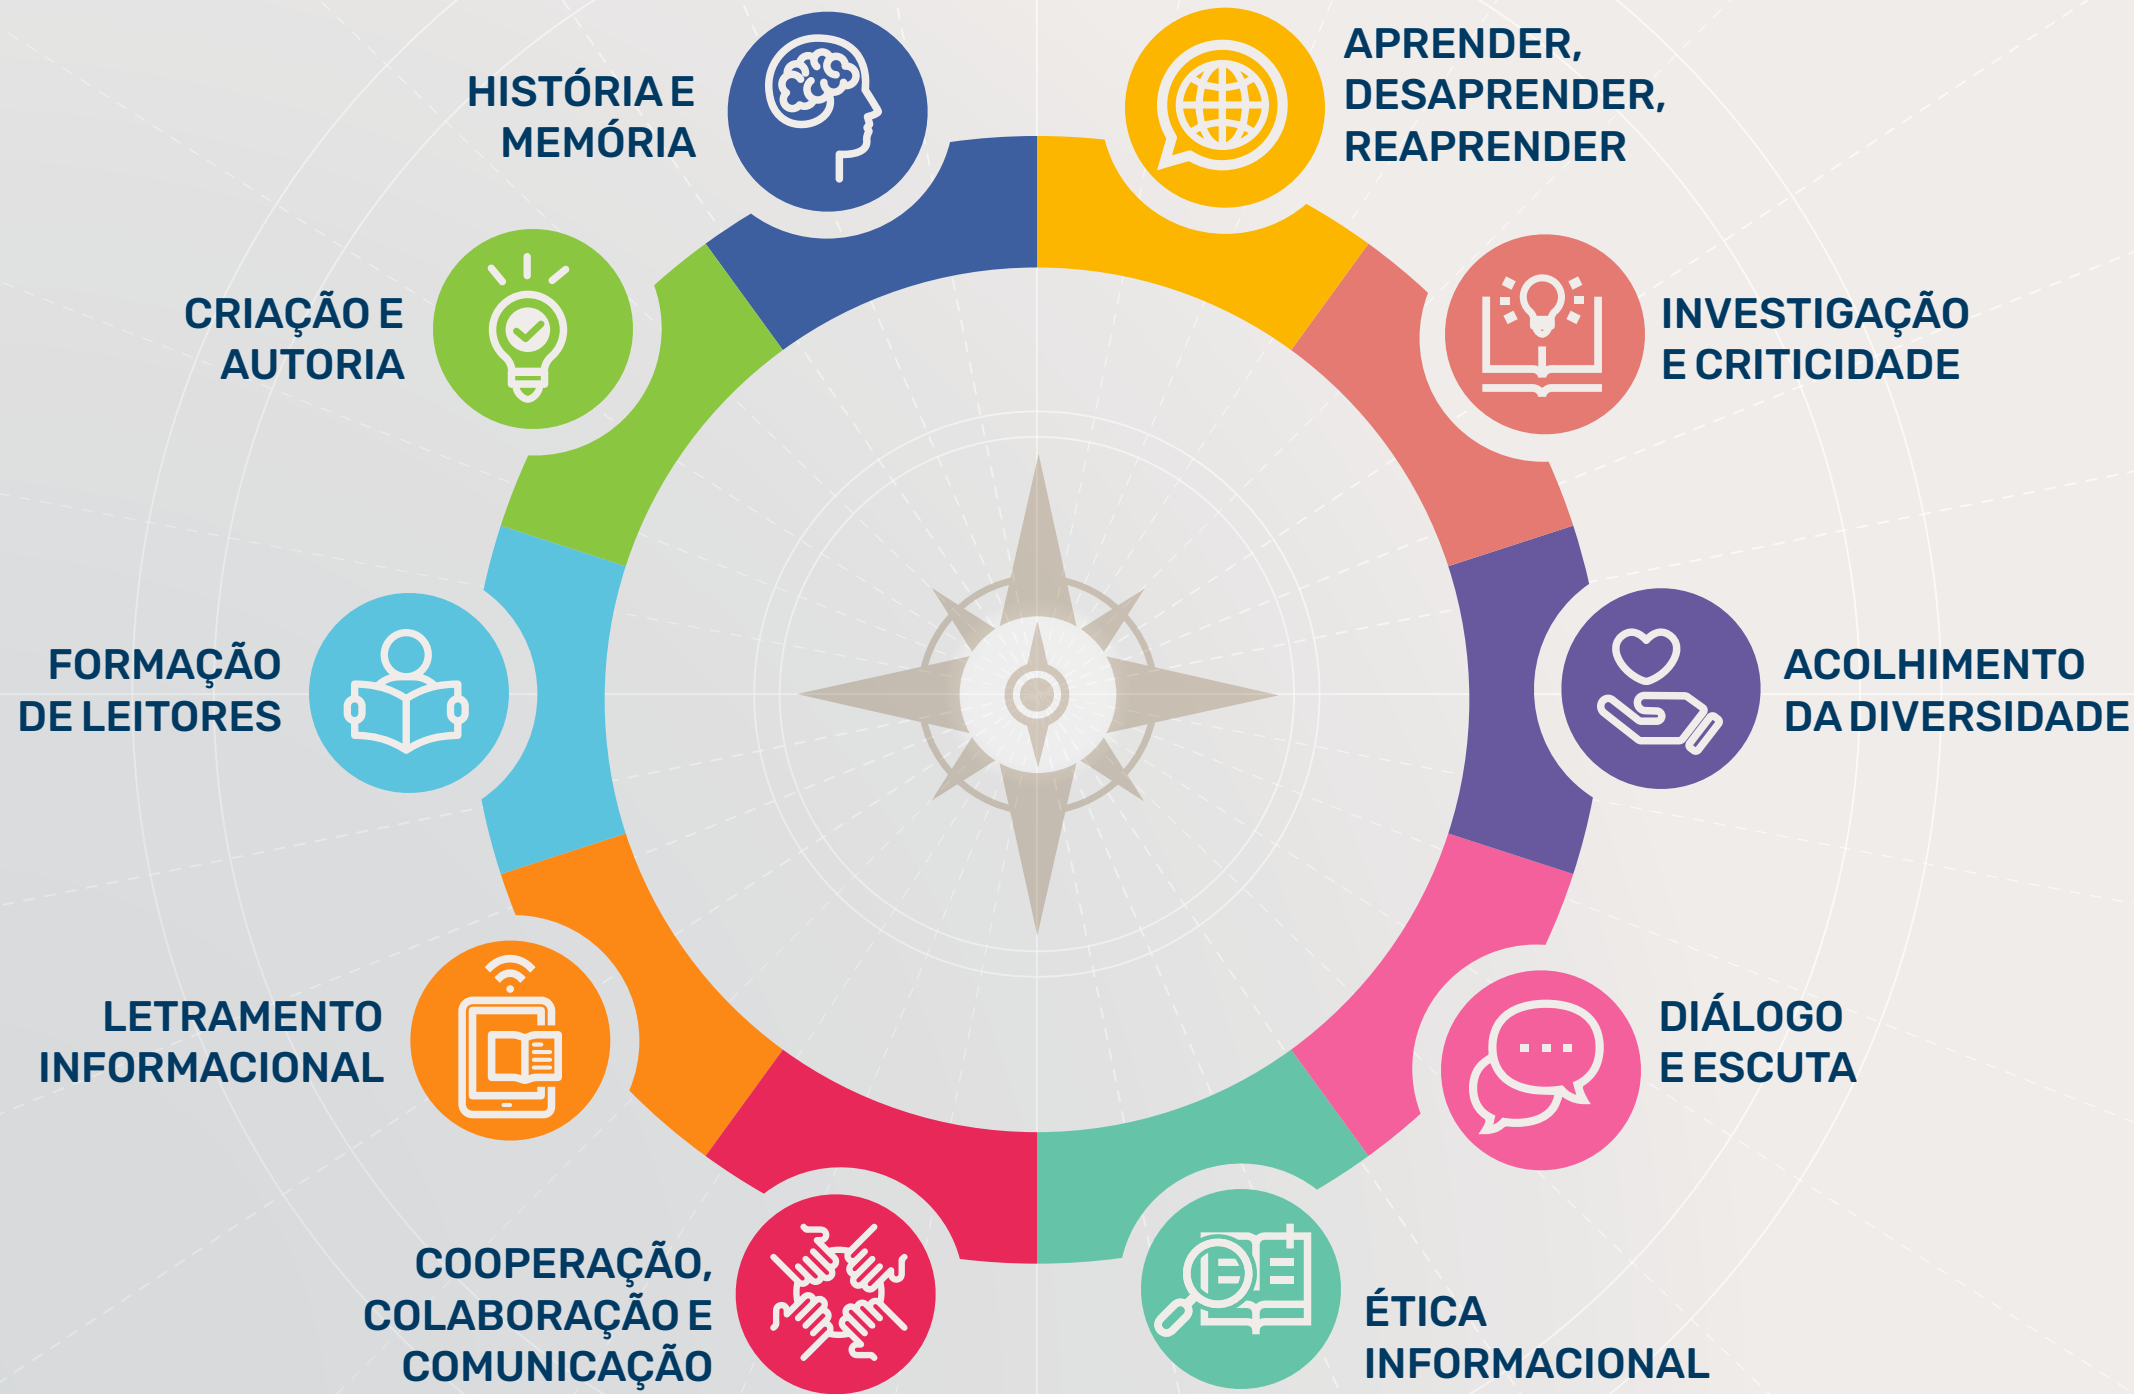 HISTÓRIA E
MEMÓRIA
APRENDER,
DESAPRENDER,
REAPRENDER
INVESTIGAÇÃO
E CRITICIDADE
ACOLHIMENTO
DA DIVERSIDADE
DIÁLOGO
E ESCUTA
ÉTICA
INFORMACIONAL
COOPERAÇÃO,
COLABORAÇÃO E
COMUNICAÇÃO
LETRAMENTO
INFORMACIONAL
FORMAÇÃO
DE LEITORES
CRIAÇÃO E
AUTORIA